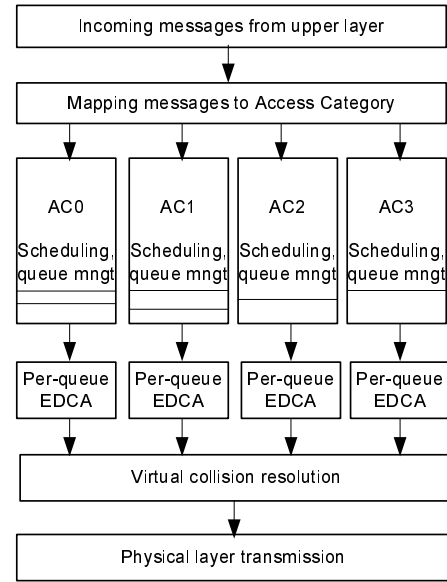 Incoming messages from upper layer
Mapping messages to Access Category
AC0
Scheduling,
queue mngt
AC1
Scheduling,
queue mngt
AC2
Scheduling,
queue mngt
AC3
Scheduling,
queue mngt
Per-queue
EDCA
Per-queue
EDCA
Per-queue
EDCA
Per-queue
EDCA
Virtual collision resolution
Physical layer transmission